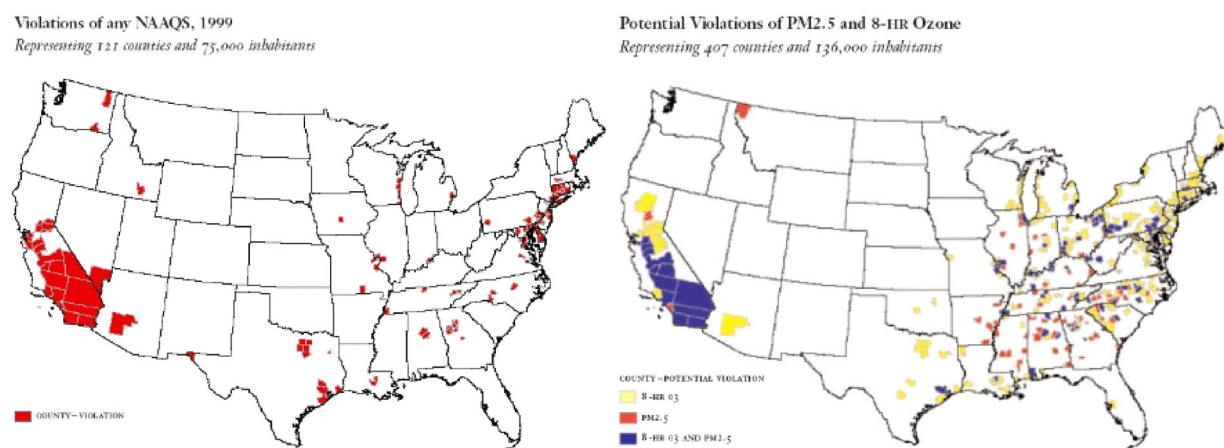 Violations of any NAAQS, 1999
Representing 121 counties and 75,000 inhabitants
COUNTY—VIOLATION
Potential Violations of PM2.5 and 8-HR Ozone
Representing 407 counties and 136,000 inhabitants
COUNTY—POTENTIAL VIOLATION
8-HR 03
PM2.5
8-HR 03 AND PM2.5